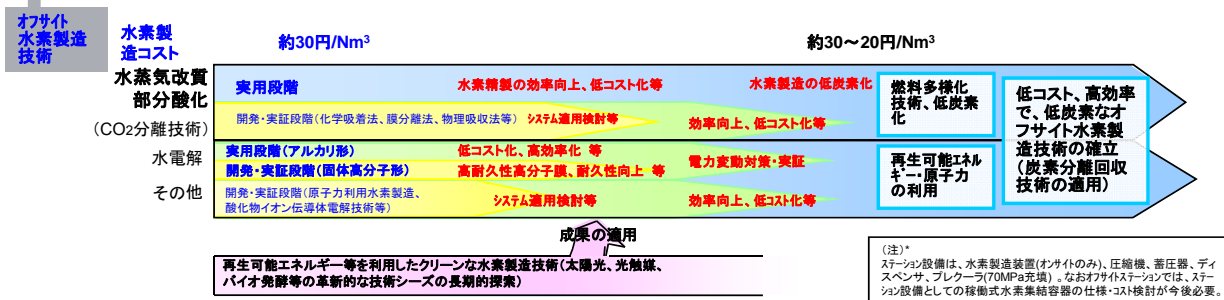 オフサイト
水素製造
技術
水素製
造コスト
約30円/Nm³
約30～20円/Nm³
水蒸気改質
部分酸化
(CO2分離技術)
水電解
その他
実用段階
水素精製の効率向上、低コスト化等
水素製造の低炭素化
開発・実証段階(化学吸着法、膜分離法、物理吸収法等)
システム適用検討等
効率向上、低コスト化等
実用段階(アルカリ形)
低コスト化、高効率化 等
開発・実証段階(固体高分子形)
高耐久性高分子膜、耐久性向上 等
電力変動対策・実証
開発・実証段階(原子力利用水素製造、
酸化物イオン伝導体電解技術等)
システム適用検討等
効率向上、低コスト化等
燃料多様化
技術、低炭素
化
再生可能エネル
ギー・原子力
の利用
低コスト、高効率
で、低炭素なオ
フサイト水素製
造技術の確立
(炭素分離回収
技術の適用)
成果の適用
再生可能エネルギー等を利用したクリーンな水素製造技術(太陽光、光触媒、
バイオ発酵等の革新的な技術シーズの長期的探索)
(注)*
ステーション設備は、水素製造装置(オンサイトのみ)、圧縮機、蓄圧器、ディ
スペンサ、プレクーラ(70MPa充填) 。なおオフサイトステーションでは、ステー
ション設備としての稼働式水素集結容器の仕様・コスト検討が今後必要。